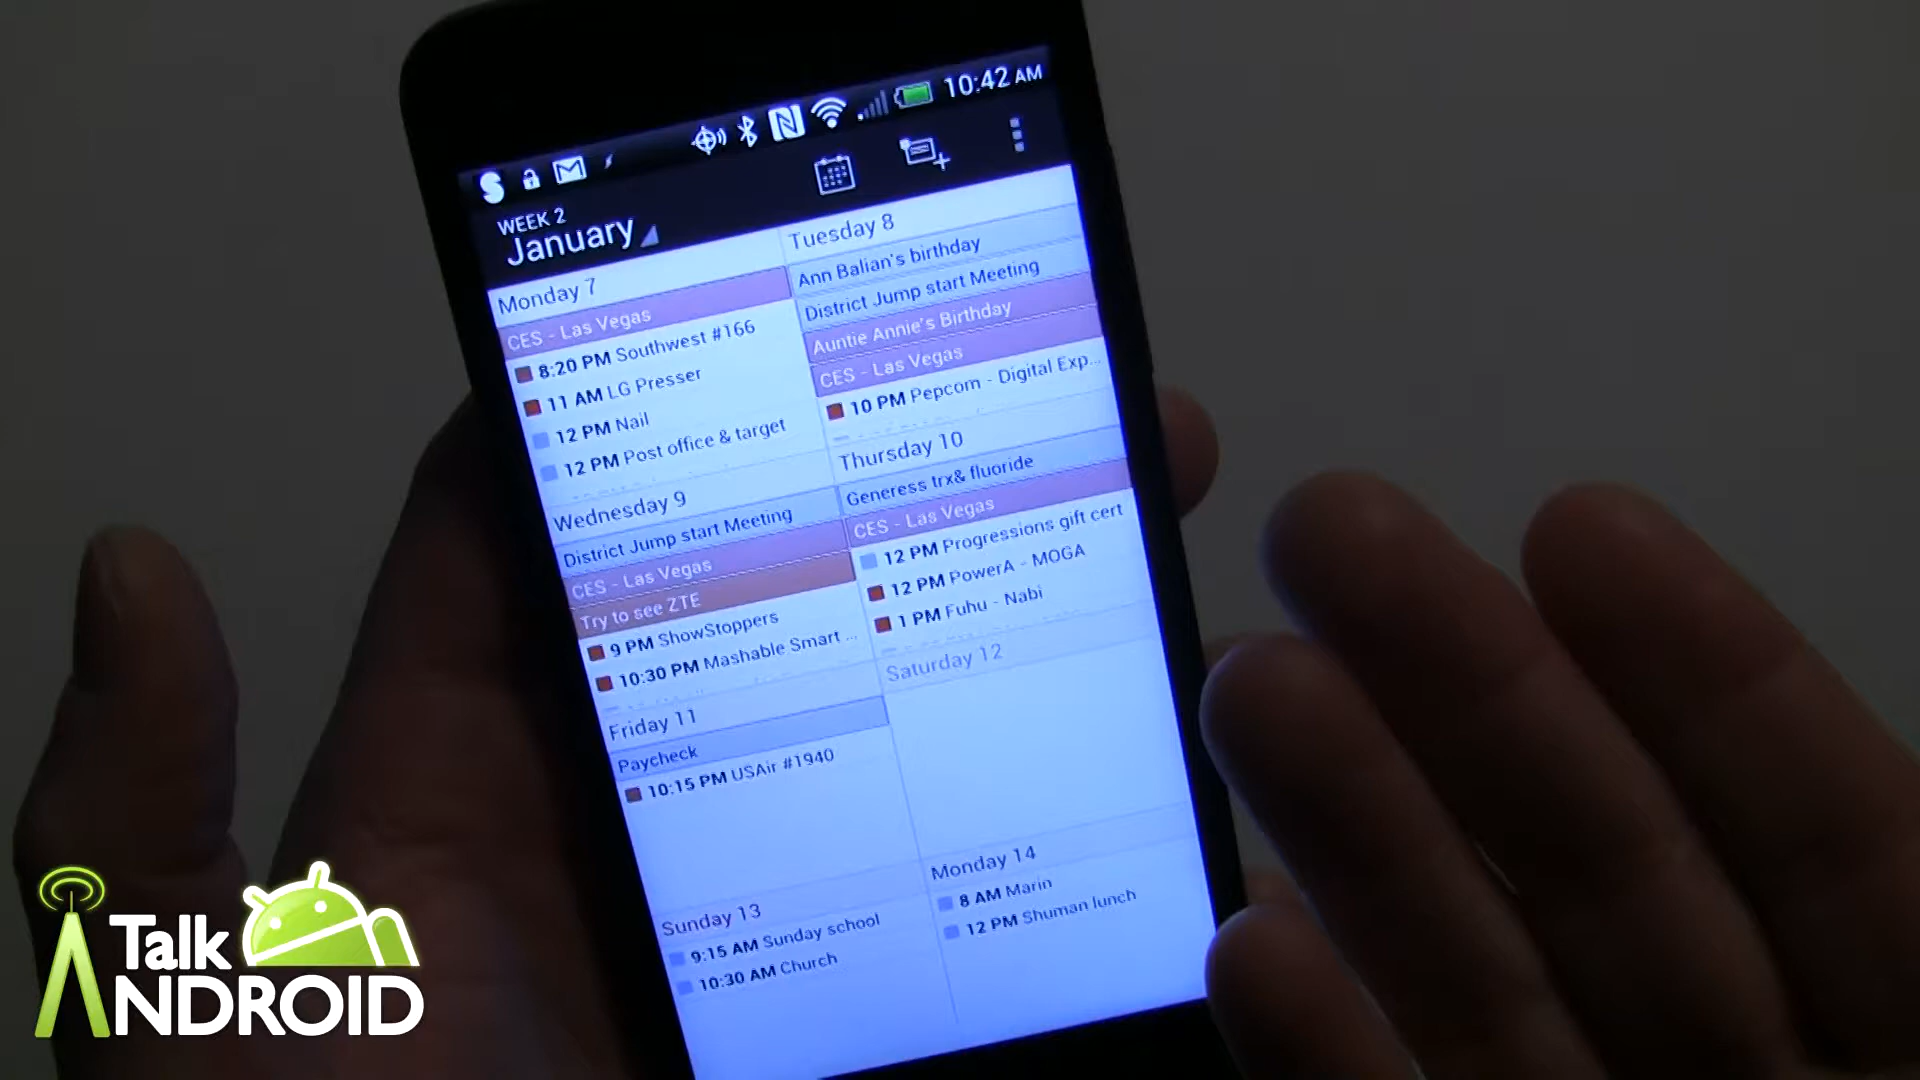 10:42 AM
WEEK 2
January
Monday 7
CES - Las Vegas
8:20 PM Southwest #166
11 AM LG Presser
12 PM Nail
12 PM Post office & target
Tuesday 8
Ann Balian's birthday
District Jump start Meeting
Auntie Annie's Birthday
CES - Las Vegas
10 PM Pepcom - Digital Exp...
Wednesday 9
District Jump start Meeting
CES - Las Vegas
Try to see ZTE
9 PM ShowStoppers
10:30 PM Mashable Smart ...
Thursday 10
Generess trx& fluoride
CES - Las Vegas
12 PM Progressions gift cert
12 PM PowerA - MOGA
1 PM Fuhu - Nabi
Friday 11
Paycheck
10:15 PM USAir #1940
Saturday 12
Sunday 13
9:15 AM Sunday school
10:30 AM Church
Monday 14
8 AM Marin
12 PM Shuman lunch
Talk
ANDROID